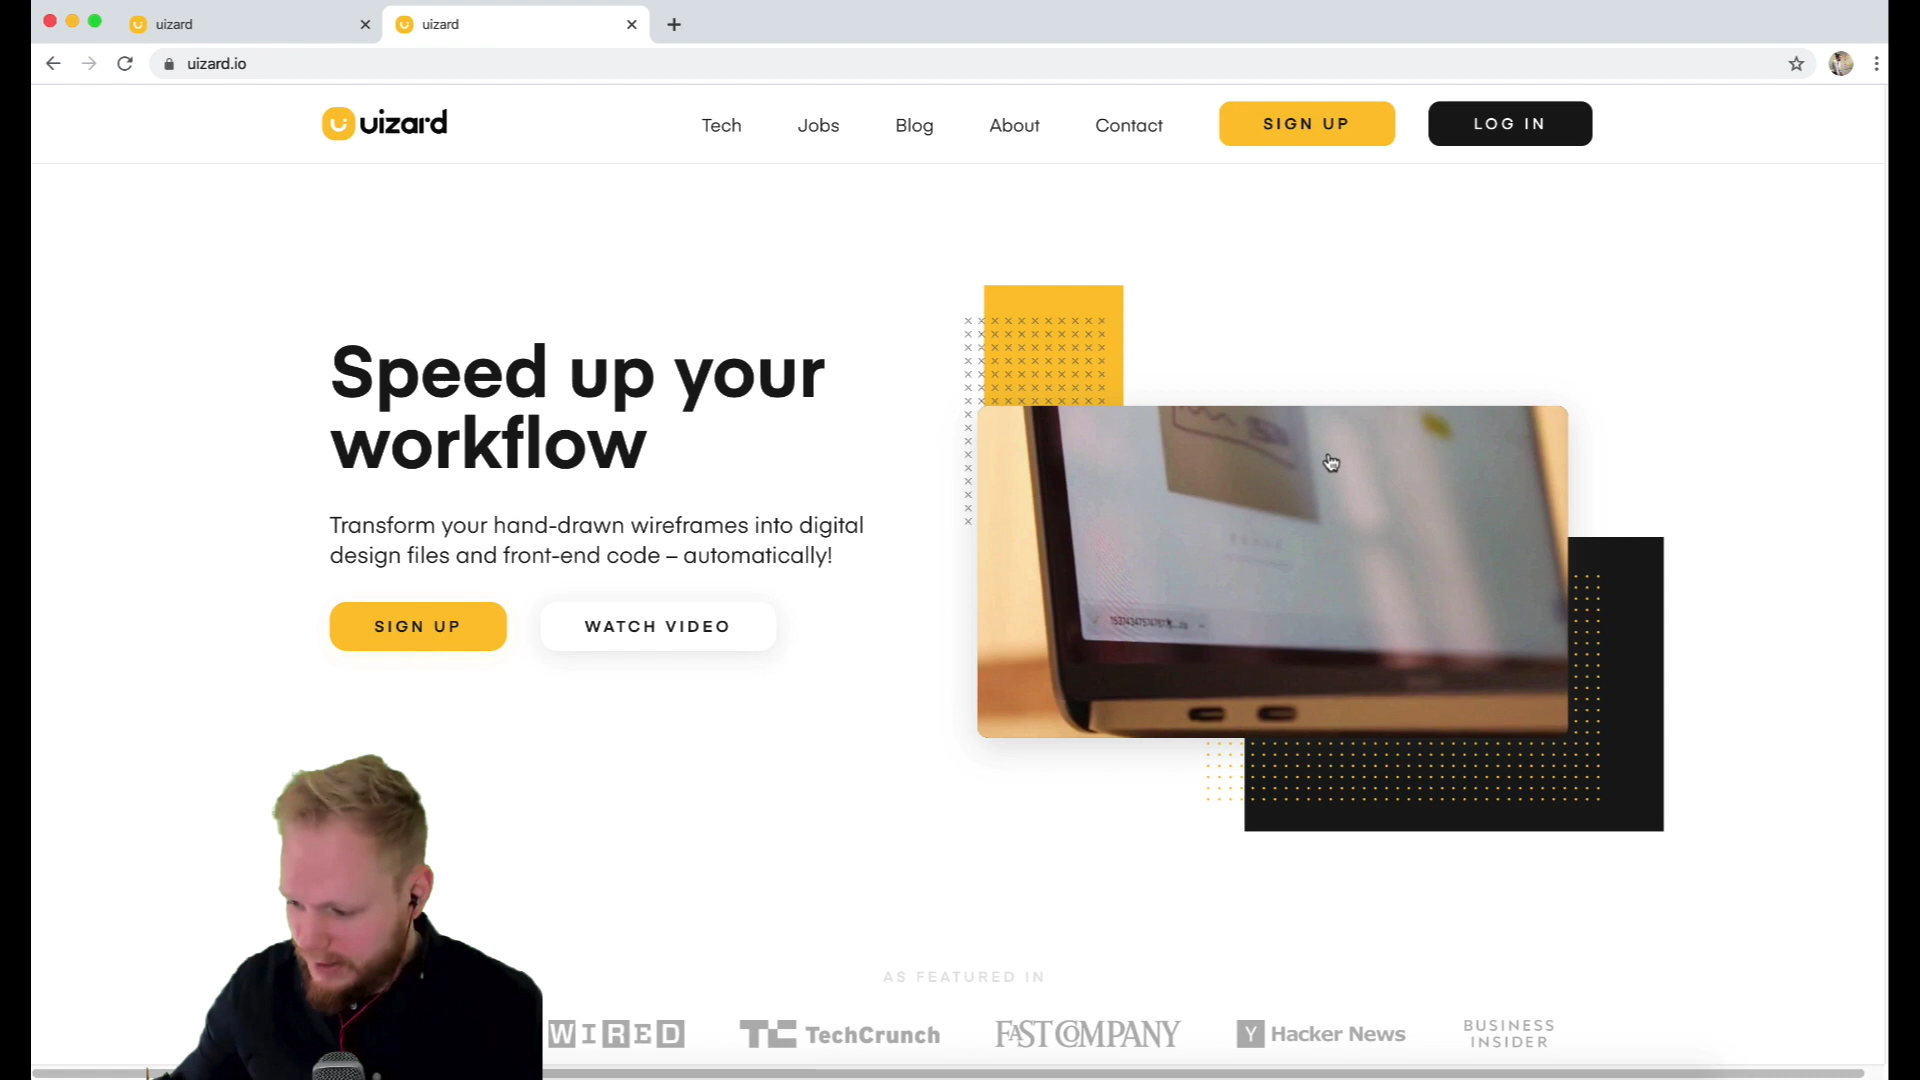 uizard
uizard
uizard.io
uizard
Tech
Jobs
Blog
About
Contact
SIGN UP
LOG IN
Speed up your
workflow
Transform your hand-drawn wireframes into digital
design files and front-end code – automatically!
SIGN UP
WATCH VIDEO
AS FEATURED IN
WIRED
TC TechCrunch
FAST COMPANY
Y Hacker News
BUSINESS
INSIDER